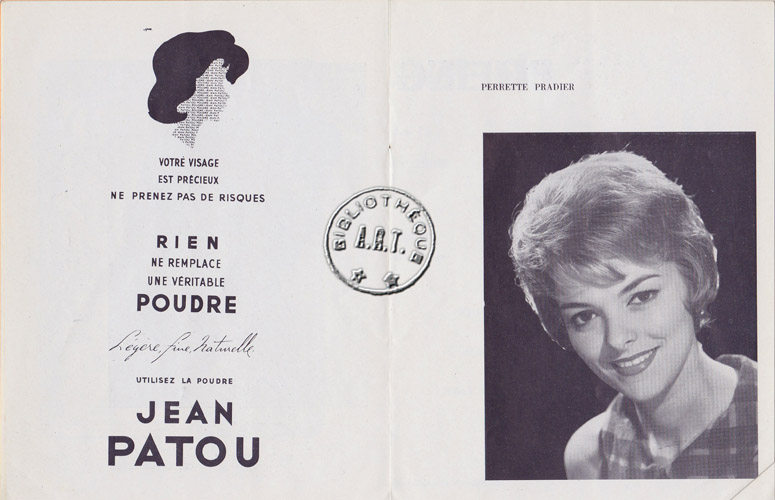 VOTRE VISAGE
EST PRÉCIEUX
NE PRENEZ PAS DE RISQUES
RIEN
NE REMPLACE
UNE VÉRITABLE
POUDRE
Légère, fine, Naturelle.
UTILISEZ LA POUDRE
JEAN
PATOU
BIBLIOTHÈQUE
A.R.T.
PERRETTE PRADIER